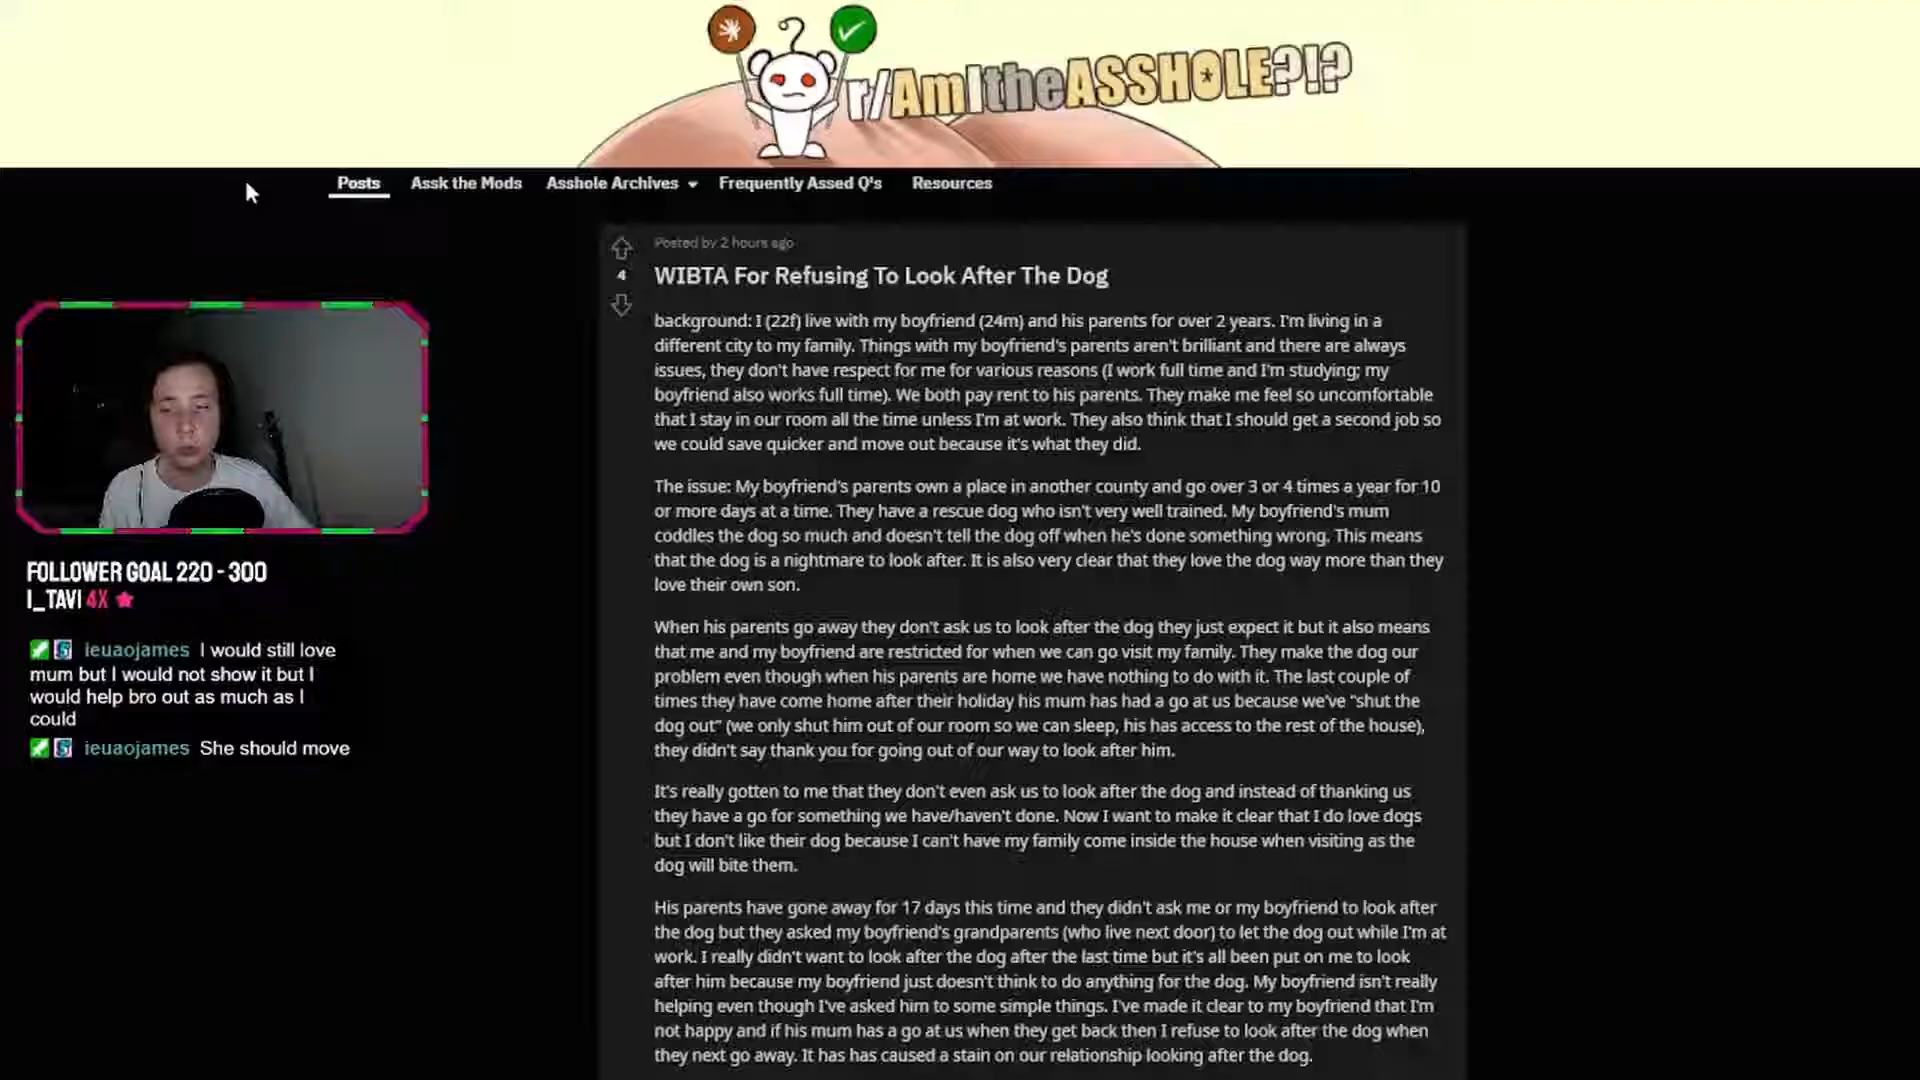 r/AmItheASSHOLE?!?
Posts Assk the Mods Asshole Archives Frequently Assed Q's Resources
Posted by 2 hours ago
4
WIBTA For Refusing To Look After The Dog
background: I (22f) live with my boyfriend (24m) and his parents for over 2 years. I'm living in a
different city to my family. Things with my boyfriend's parents aren't brilliant and there are always
issues, they don't have respect for me for various reasons (I work full time and I'm studying; my
boyfriend also works full time). We both pay rent to his parents. They make me feel so uncomfortable
that I stay in our room all the time unless I'm at work. They also think that I should get a second job so
we could save quicker and move out because it's what they did.
The issue: My boyfriend's parents own a place in another county and go over 3 or 4 times a year for 10
or more days at a time. They have a rescue dog who isn't very well trained. My boyfriend's mum
coddles the dog so much and doesn't tell the dog off when he's done something wrong. This means
that the dog is a nightmare to look after. It is also very clear that they love the dog way more than they
love their own son.
When his parents go away they don't ask us to look after the dog they just expect it but it also means
that me and my boyfriend are restricted for when we can go visit my family. They make the dog our
problem even though when his parents are home we have nothing to do with it. The last couple of
times they have come home after their holiday his mum has had a go at us because we've "shut the
dog out" (we only shut him out of our room so we can sleep, his has access to the rest of the house),
they didn't say thank you for going out of our way to look after him.
It's really gotten to me that they don't even ask us to look after the dog and instead of thanking us
they have a go for something we have/haven't done. Now I want to make it clear that I do love dogs
but I don't like their dog because I can't have my family come inside the house when visiting as the
dog will bite them.
His parents have gone away for 17 days this time and they didn't ask me or my boyfriend to look after
the dog but they asked my boyfriend's grandparents (who live next door) to let the dog out while I'm at
work. I really didn't want to look after the dog after the last time but it's all been put on me to look
after him because my boyfriend just doesn't think to do anything for the dog. My boyfriend isn't really
helping even though I've asked him to some simple things. I've made it clear to my boyfriend that I'm
not happy and if his mum has a go at us when they get back then I refuse to look after the dog when
they next go away. It has has caused a stain on our relationship looking after the dog.
FOLLOWER GOAL 220 - 300
I_TAVI 4X
ieuaojames I would still love
mum but I would not show it but I
would help bro out as much as I
could
ieuaojames She should move